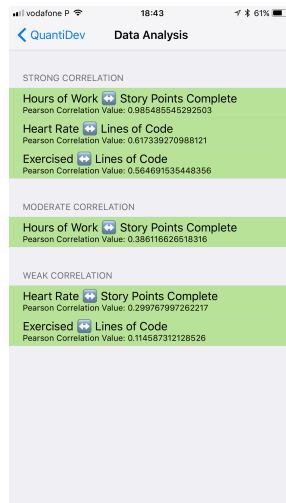 vodafone P 18:43 61%
QuantiDev Data Analysis
STRONG CORRELATION
Hours of Work ↔️ Story Points Complete
Pearson Correlation Value: 0.985485545292503
Heart Rate ↔️ Lines of Code
Pearson Correlation Value: 0.617339270988121
Exercised ↔️ Lines of Code
Pearson Correlation Value: 0.564691535448356
MODERATE CORRELATION
Hours of Work ↔️ Story Points Complete
Pearson Correlation Value: 0.386116626518316
WEAK CORRELATION
Heart Rate ↔️ Story Points Complete
Pearson Correlation Value: 0.299767997262217
Exercised ↔️ Lines of Code
Pearson Correlation Value: 0.114587312128526